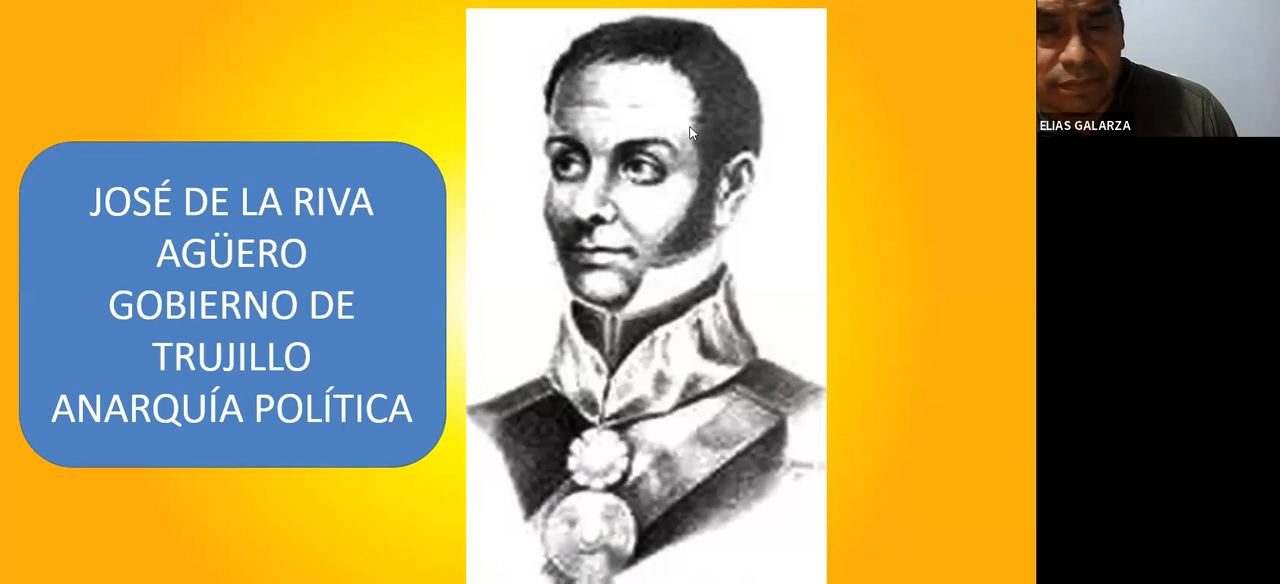 JOSÉ DE LA RIVA
AGÜERO
GOBIERNO DE
TRUJILLO
ANARQUÍA POLÍTICA
ELIAS GALARZA